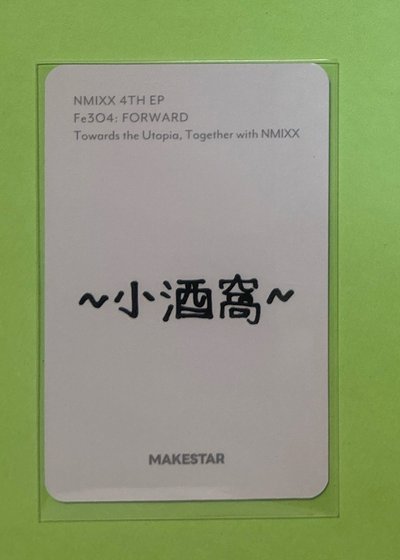 NMIXX 4TH EP
Fe3O4: FORWARD
Towards the Utopia, Together with NMIXX
~小酒窩~
MAKESTAR